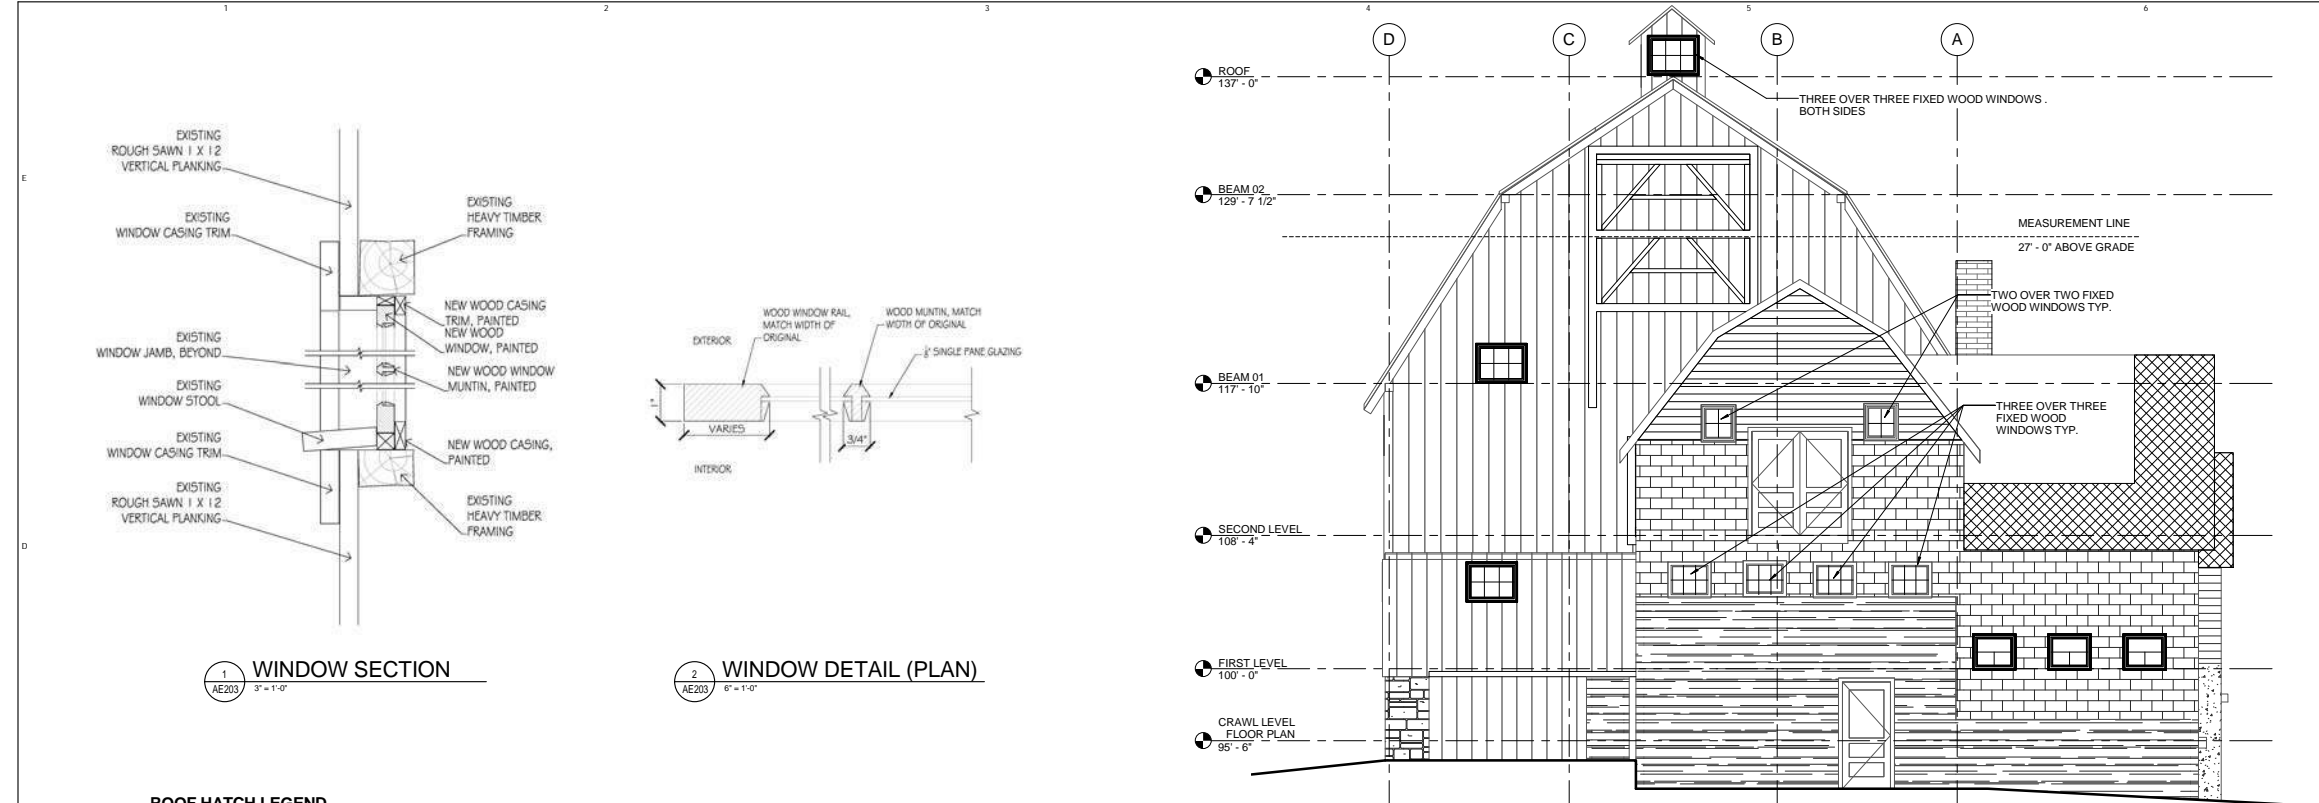 1
2
3
4
5
6
E
D
EXISTING
ROUGH SAWN 1 X 12
VERTICAL PLANKING
EXISTING
WINDOW CASING TRIM
EXISTING
WINDOW JAMB, BEYOND
EXISTING
WINDOW STOOL
EXISTING
WINDOW CASING TRIM
EXISTING
ROUGH SAWN 1 X 12
VERTICAL PLANKING
EXISTING
HEAVY TIMBER
FRAMING
NEW WOOD CASING
TRIM, PAINTED
NEW WOOD
WINDOW, PAINTED
NEW WOOD WINDOW
MUNTIN, PAINTED
NEW WOOD CASING,
PAINTED
EXISTING
HEAVY TIMBER
FRAMING
1
AE203
WINDOW SECTION
3" = 1'-0"
EXTERIOR
WOOD WINDOW RAIL,
MATCH WIDTH OF
ORIGINAL
WOOD MUNTIN, MATCH
WIDTH OF ORIGINAL
SINGLE PANE GLAZING
1"
VARIES
3/4"
INTERIOR
2
AE203
WINDOW DETAIL (PLAN)
6" = 1'-0"
D
C
B
A
ROOF
137' - 0"
BEAM 02
129' - 7 1/2"
BEAM 01
117' - 10"
SECOND LEVEL
108' - 4"
FIRST LEVEL
100' - 0"
CRAWL LEVEL
FLOOR PLAN
95' - 6"
THREE OVER THREE FIXED WOOD WINDOWS .
BOTH SIDES
MEASUREMENT LINE
27' - 0" ABOVE GRADE
TWO OVER TWO FIXED
WOOD WINDOWS TYP.
THREE OVER THREE
FIXED WOOD
WINDOWS TYP.
ROOF HATCH LEGEND